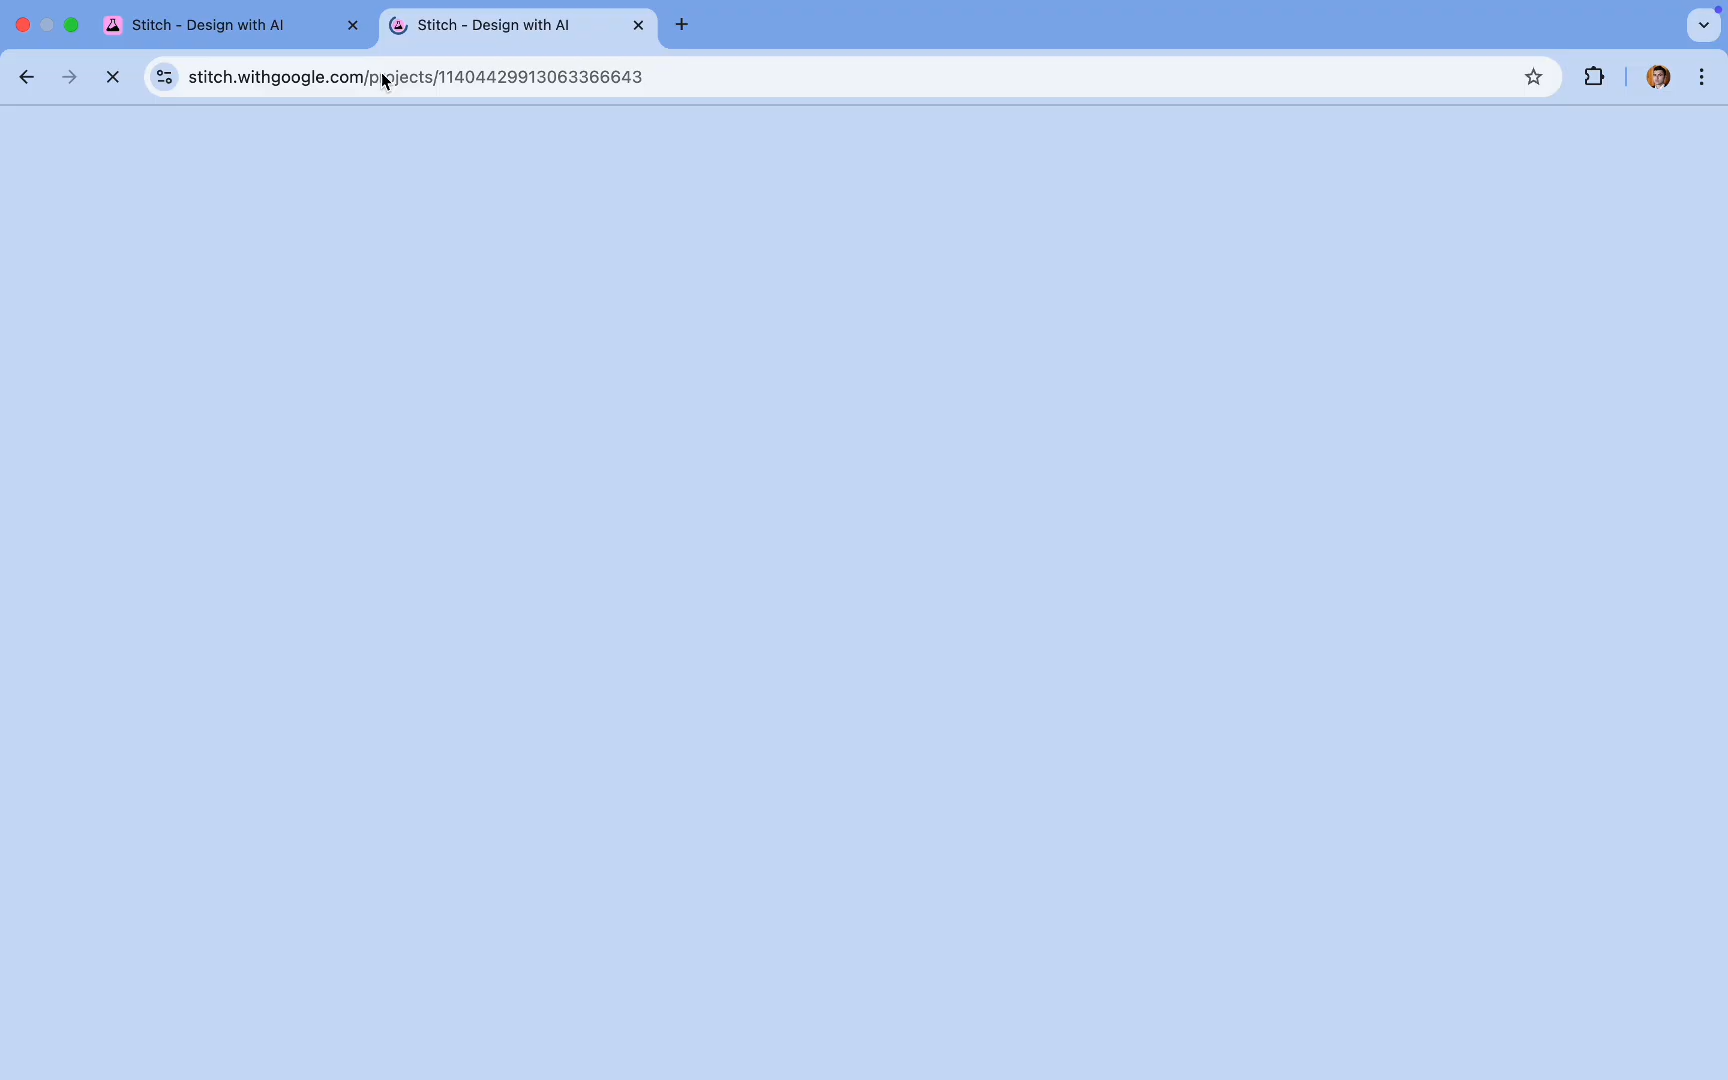 Stitch - Design with AI
Stitch - Design with AI
stitch.withgoogle.com/projects/11404429913063366643